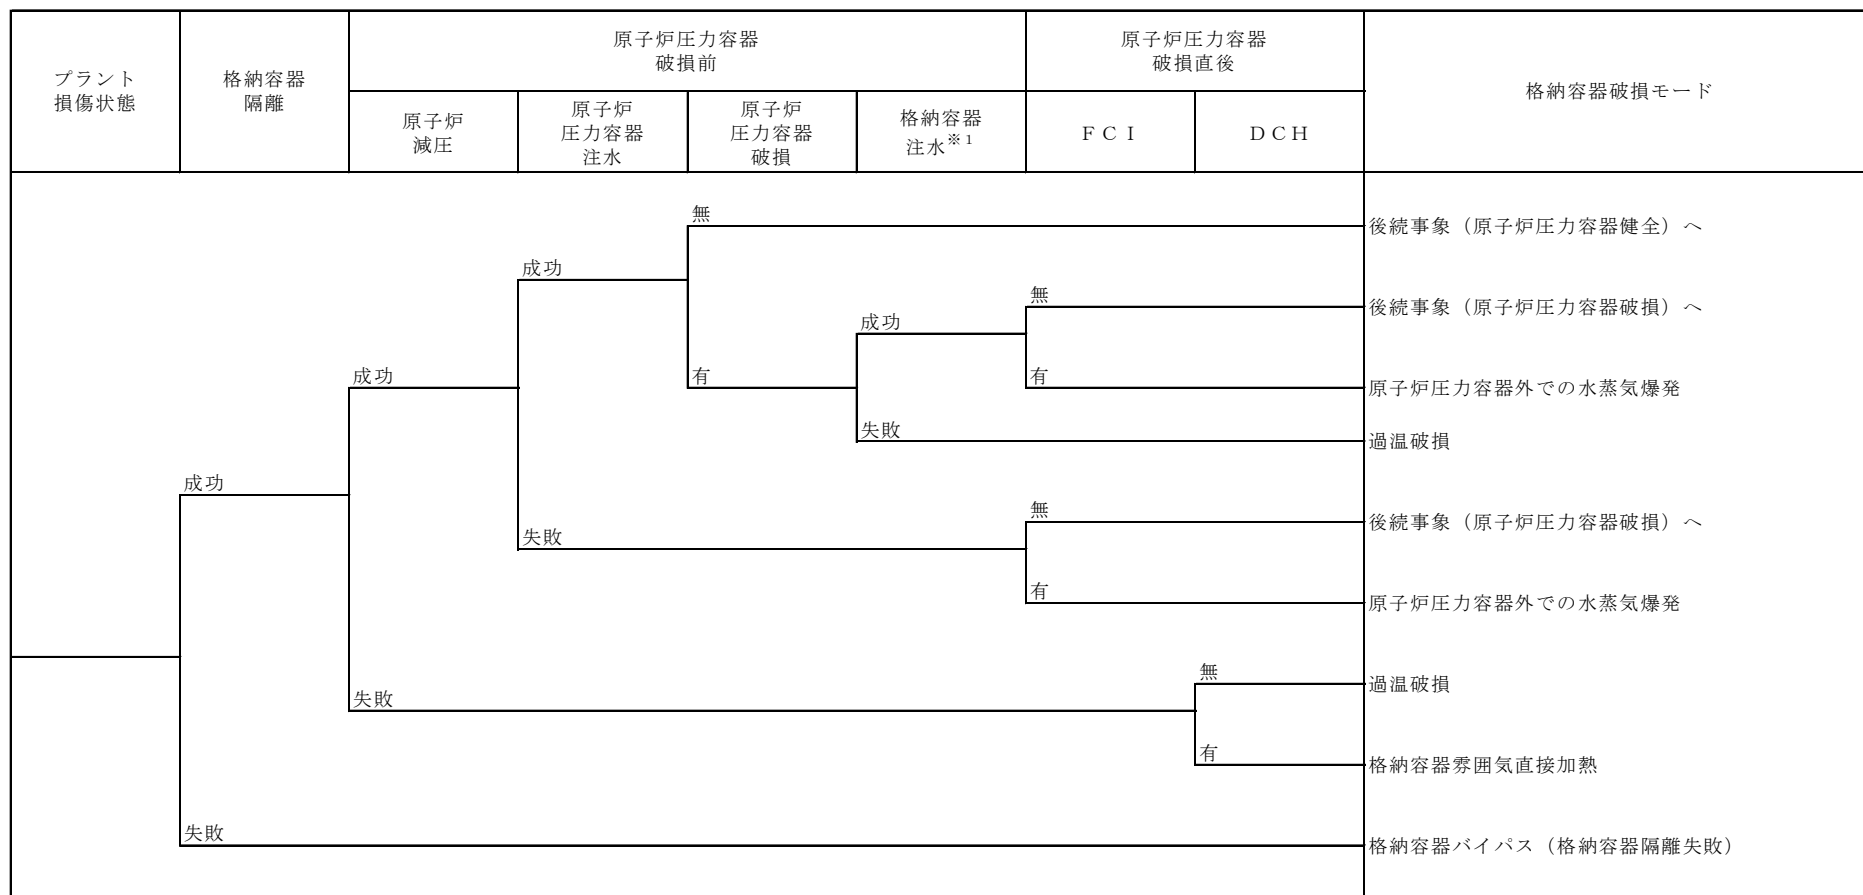 プラント
損傷状態
格納容器
隔離
原子炉圧力容器
破損前
原子炉圧力容器
破損直後
格納容器破損モード
原子炉
減圧
原子炉
圧力容器
注水
原子炉
圧力容器
破損
格納容器
注水※1
FCI
DCH
無
後続事象（原子炉圧力容器健全）へ
成功
無
後続事象（原子炉圧力容器破損）へ
成功
成功
有
有
原子炉圧力容器外での水蒸気爆発
失敗
過温破損
成功
無
後続事象（原子炉圧力容器破損）へ
失敗
有
原子炉圧力容器外での水蒸気爆発
無
過温破損
失敗
有
格納容器雰囲気直接加熱
失敗
格納容器バイパス（格納容器隔離失敗）